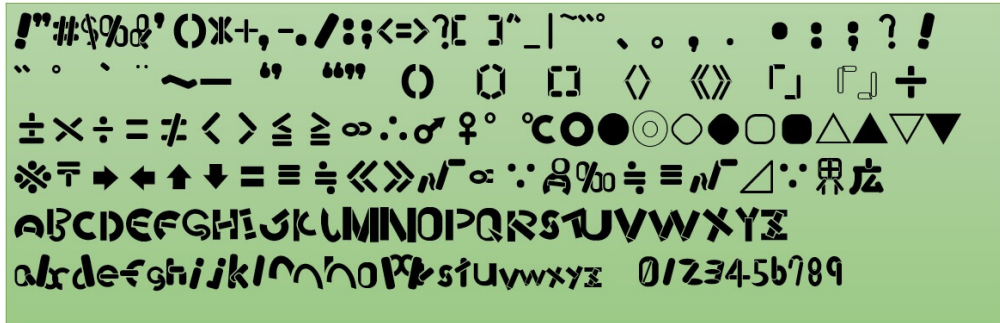 !"#$%&' ()*+,-./:;<=>?[ ]^_|~¨° 、。,. ・:;?!
゛゜ ` ¨ ~— ‘’ “” () 〔〕 [] 〈〉 《》 「」 『』 ÷
±×÷=≠<>≦≧∞∴♂♀° ℃○●◎◇◆□■△▲▽▼
※〒→←↑↓=≡≒≪≫√∝∵‰≒≡√⊿∵
ABCDEFGHIJKLMNOPQRSTUVWXYZ
abcdefghijklmnopqrstuvwxyz 0123456789